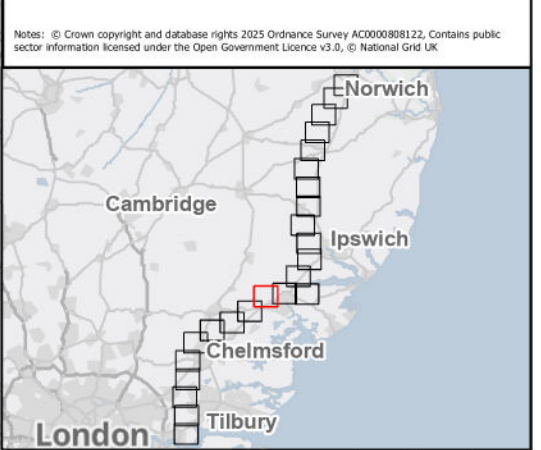 Notes: © Crown copyright and database rights 2025 Ordnance Survey AC0000808122, Contains public
sector information licensed under the Open Government Licence v3.0, © National Grid UK
Norwich
Cambridge
Ipswich
Chelmsford
Tilbury
London